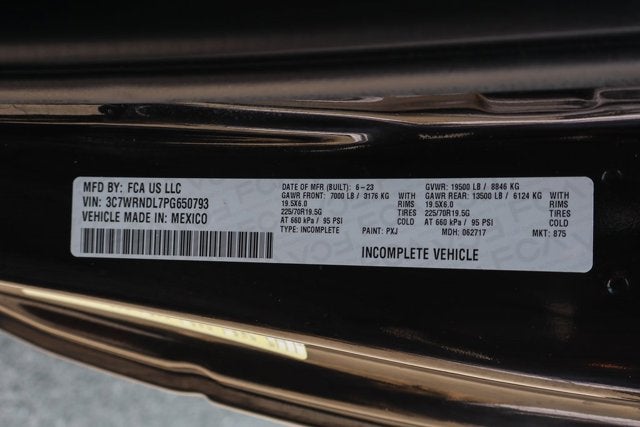 MFD BY: FCA US LLC
VIN: 3C7WRNDL7PG650793
VEHICLE MADE IN: MEXICO
DATE OF MFR (BUILT): 6-23
GAWR FRONT: 7000 LB / 3176 KG
19.5X6.0 RIMS
225/70R19.5G TIRES
AT 660 kPa / 95 PSI COLD
TYPE: INCOMPLETE PAINT: PXJ
GVWR: 19500 LB / 8846 KG
GAWR REAR: 13500 LB / 6124 KG
19.5X6.0 RIMS
225/70R19.5G TIRES
AT 660 kPa / 95 PSI COLD
MDH: 062717 MKT: 875
INCOMPLETE VEHICLE